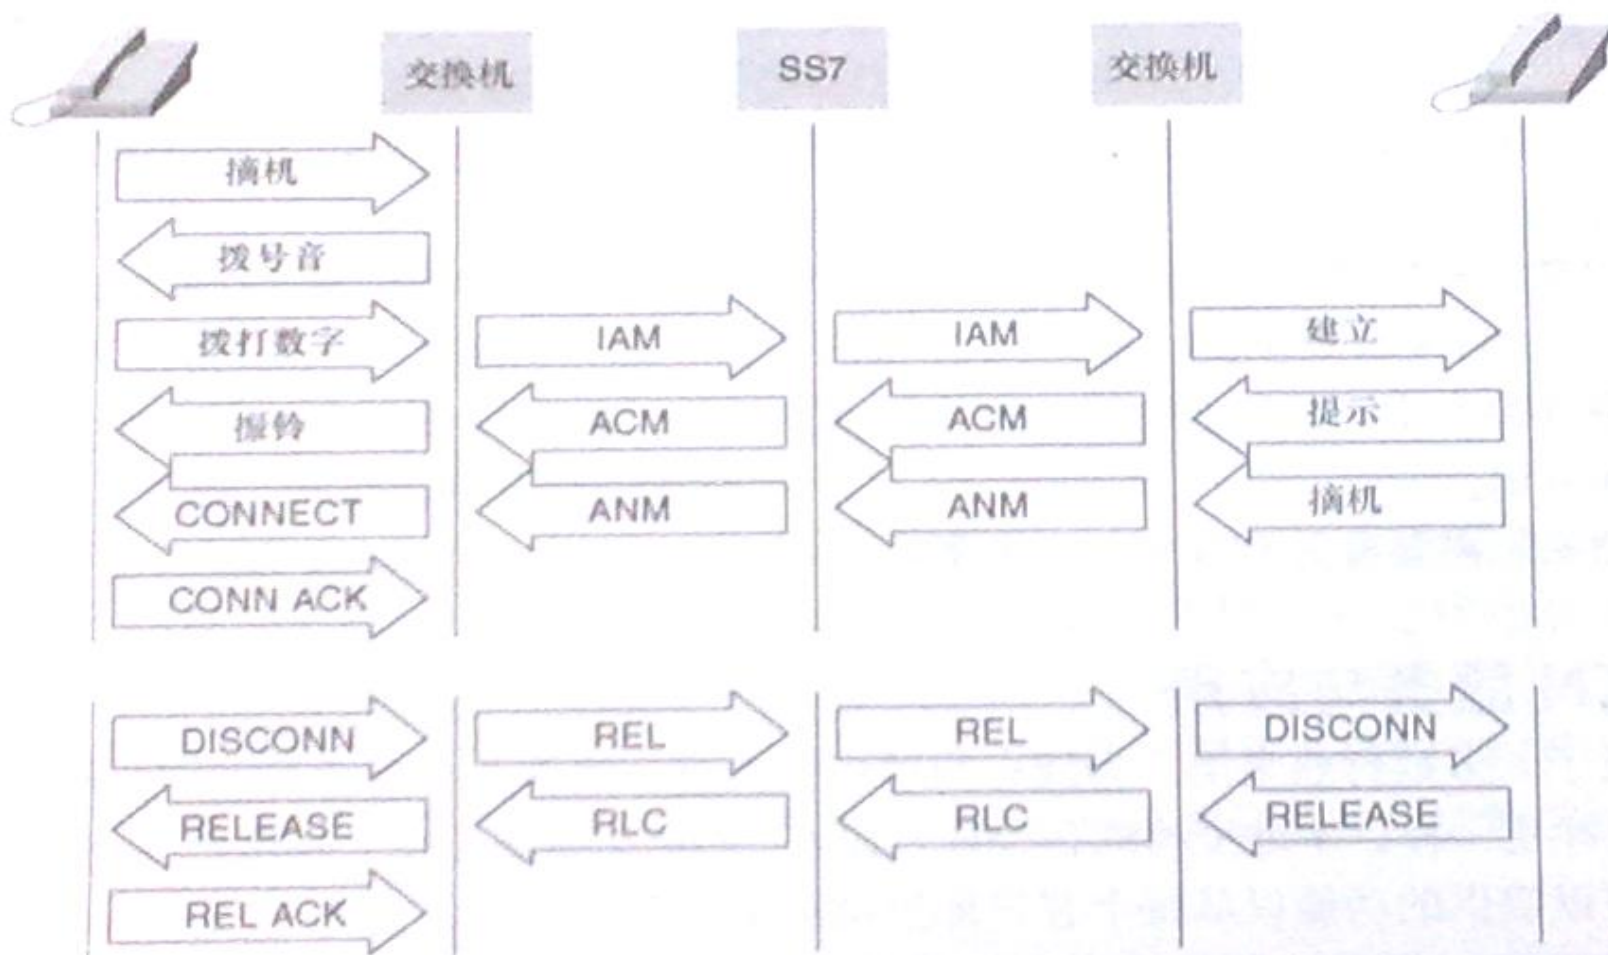 交换机 SS7 交换机
摘机
拨号音
拨打数字 IAM IAM 建立
振铃 ACM ACM 提示
CONNECT ANM ANM 摘机
CONN ACK
DISCONN REL REL DISCONN
RELEASE RLC RLC RELEASE
REL ACK